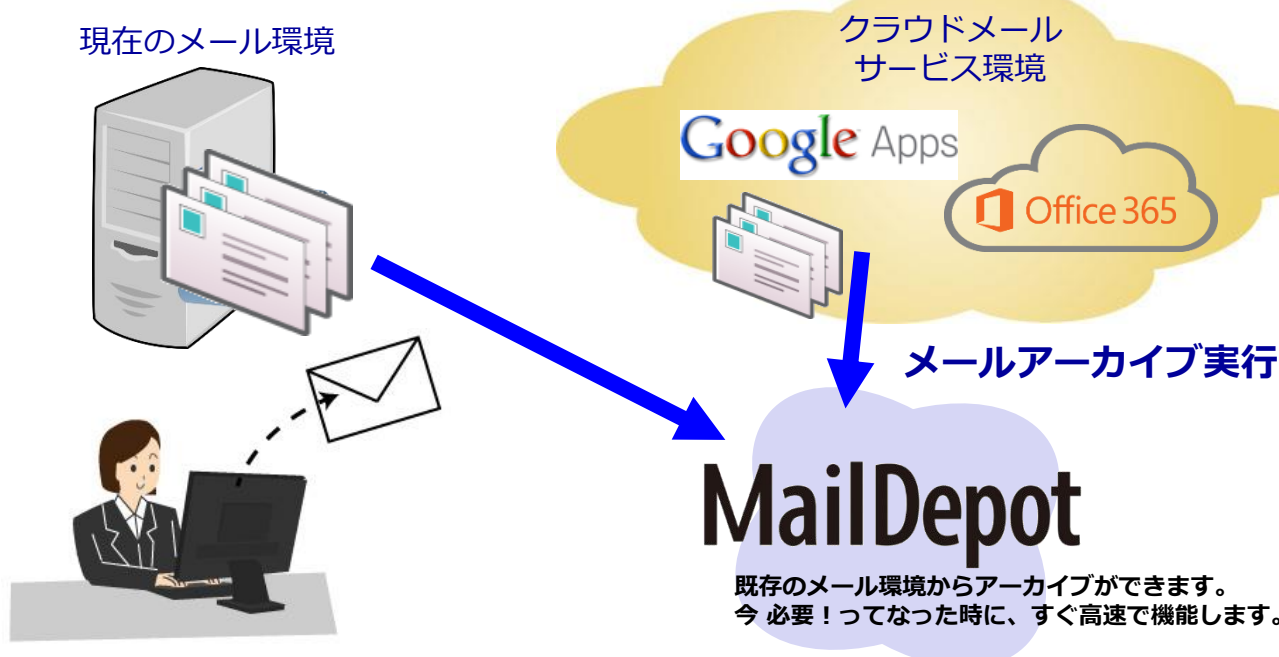 現在のメール環境
クラウドメール
サービス環境
Google Apps
Office 365
メールアーカイブ実行
MailDepot
既存のメール環境からアーカイブができます。
今 必要！ってなった時に、すぐ高速で機能します。